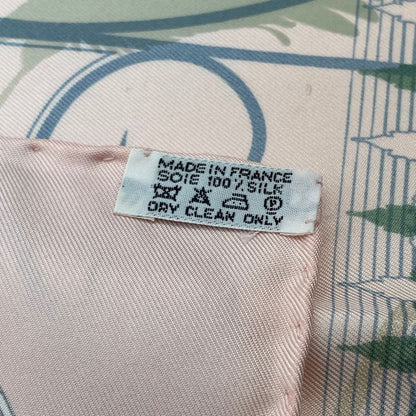 MADE IN FRANCE
SOIE 100% SILK
P
DRY CLEAN ONLY